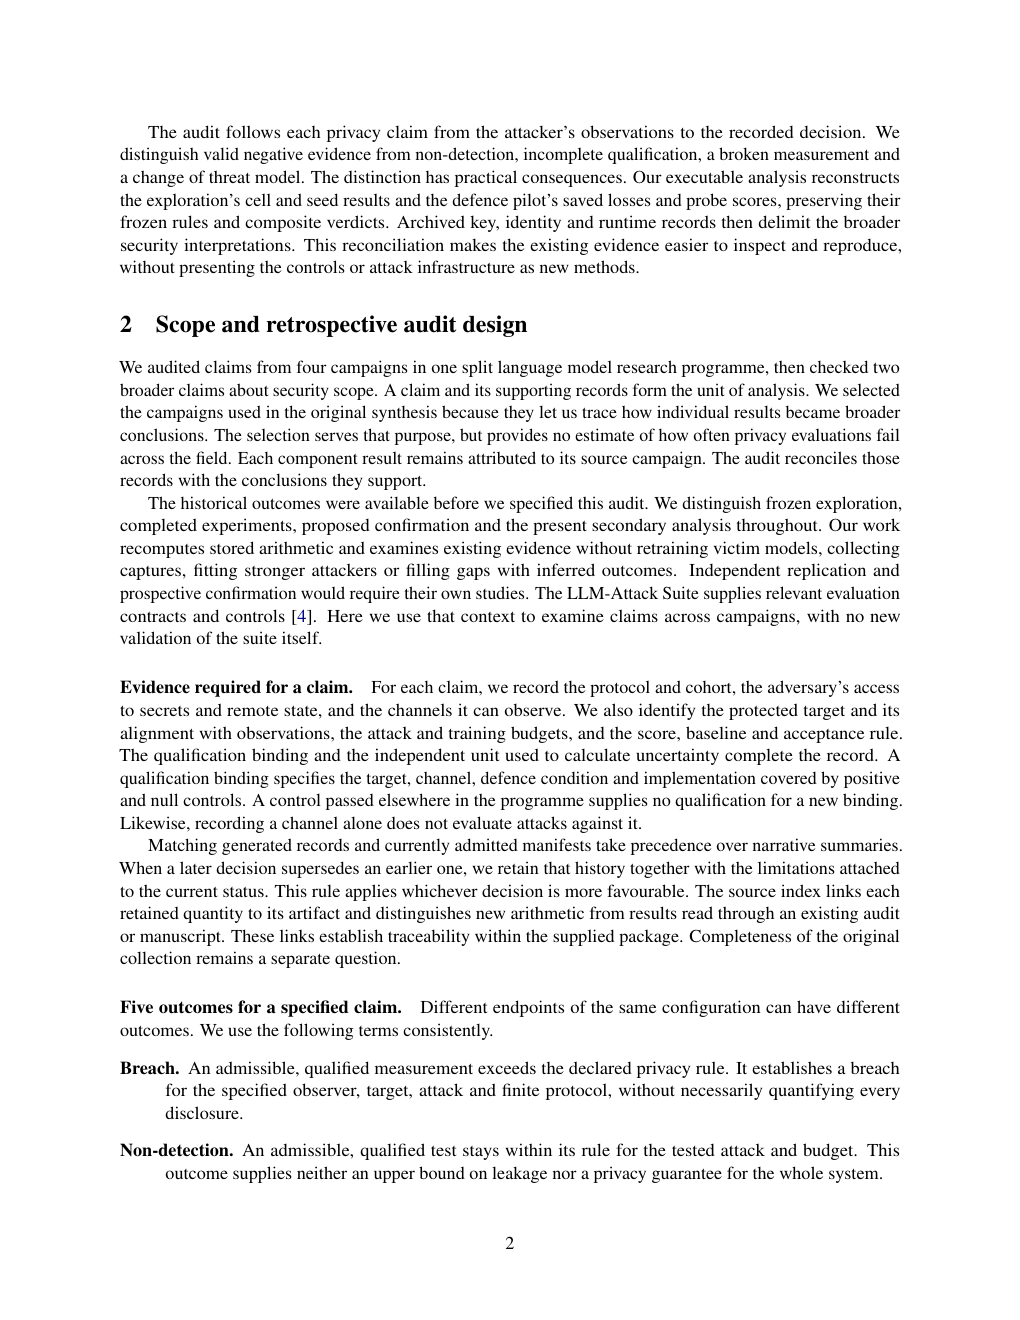 The audit follows each privacy claim from the attacker's observations to the recorded decision. We
distinguish valid negative evidence from non-detection, incomplete qualification, a broken measurement and
a change of threat model. The distinction has practical consequences. Our executable analysis reconstructs
the exploration's cell and seed results and the defence pilot's saved losses and probe scores, preserving their
frozen rules and composite verdicts. Archived key, identity and runtime records then delimit the broader
security interpretations. This reconciliation makes the existing evidence easier to inspect and reproduce,
without presenting the controls or attack infrastructure as new methods.
2 Scope and retrospective audit design
We audited claims from four campaigns in one split language model research programme, then checked two
broader claims about security scope. A claim and its supporting records form the unit of analysis. We selected
the campaigns used in the original synthesis because they let us trace how individual results became broader
conclusions. The selection serves that purpose, but provides no estimate of how often privacy evaluations fail
across the field. Each component result remains attributed to its source campaign. The audit reconciles those
records with the conclusions they support.
The historical outcomes were available before we specified this audit. We distinguish frozen exploration,
completed experiments, proposed confirmation and the present secondary analysis throughout. Our work
recomputes stored arithmetic and examines existing evidence without retraining victim models, collecting
captures, fitting stronger attackers or filling gaps with inferred outcomes. Independent replication and
prospective confirmation would require their own studies. The LLM-Attack Suite supplies relevant evaluation
contracts and controls [4]. Here we use that context to examine claims across campaigns, with no new
validation of the suite itself.
Evidence required for a claim. For each claim, we record the protocol and cohort, the adversary's access
to secrets and remote state, and the channels it can observe. We also identify the protected target and its
alignment with observations, the attack and training budgets, and the score, baseline and acceptance rule.
The qualification binding and the independent unit used to calculate uncertainty complete the record. A
qualification binding specifies the target, channel, defence condition and implementation covered by positive
and null controls. A control passed elsewhere in the programme supplies no qualification for a new binding.
Likewise, recording a channel alone does not evaluate attacks against it.
Matching generated records and currently admitted manifests take precedence over narrative summaries.
When a later decision supersedes an earlier one, we retain that history together with the limitations attached
to the current status. This rule applies whichever decision is more favourable. The source index links each
retained quantity to its artifact and distinguishes new arithmetic from results read through an existing audit
or manuscript. These links establish traceability within the supplied package. Completeness of the original
collection remains a separate question.
Five outcomes for a specified claim. Different endpoints of the same configuration can have different
outcomes. We use the following terms consistently.
Breach. An admissible, qualified measurement exceeds the declared privacy rule. It establishes a breach
for the specified observer, target, attack and finite protocol, without necessarily quantifying every
disclosure.
Non-detection. An admissible, qualified test stays within its rule for the tested attack and budget. This
outcome supplies neither an upper bound on leakage nor a privacy guarantee for the whole system.
2